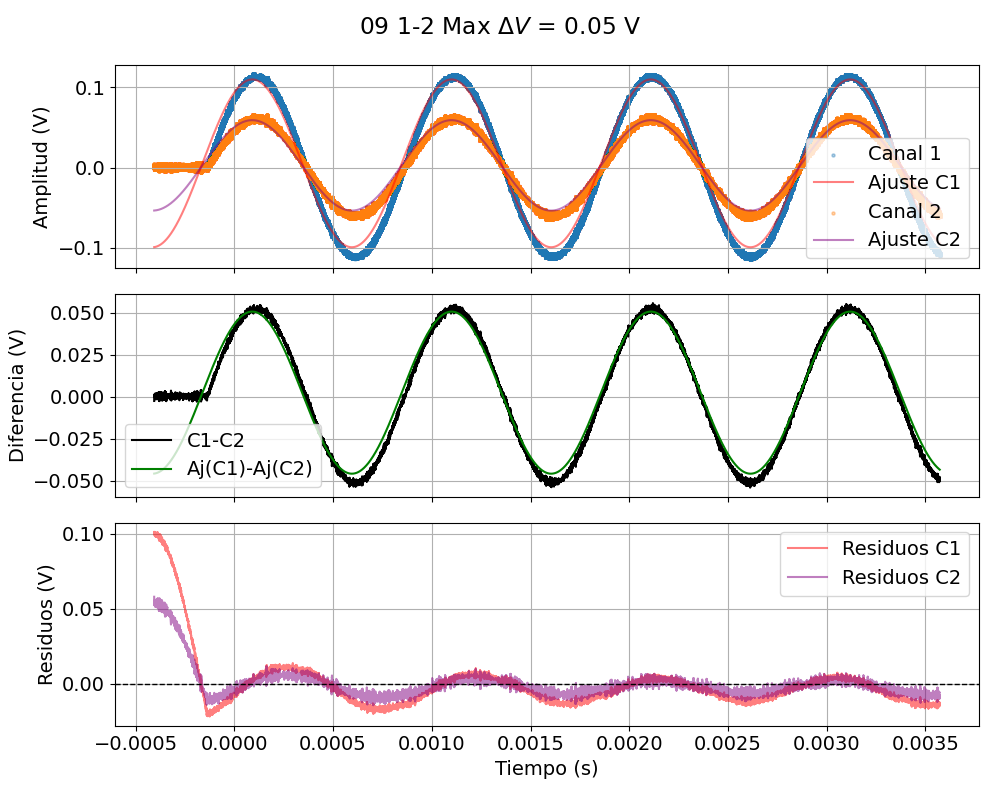 09 1-2 Max ΔV = 0.05 V
Amplitud (V)
0.1
0.0
−0.1
Canal 1
Ajuste C1
Canal 2
Ajuste C2
Diferencia (V)
0.050
0.025
0.000
−0.025
−0.050
C1-C2
Aj(C1)-Aj(C2)
Residuos (V)
0.10
0.05
0.00
Residuos C1
Residuos C2
−0.0005 0.0000 0.0005 0.0010 0.0015 0.0020 0.0025 0.0030 0.0035
Tiempo (s)